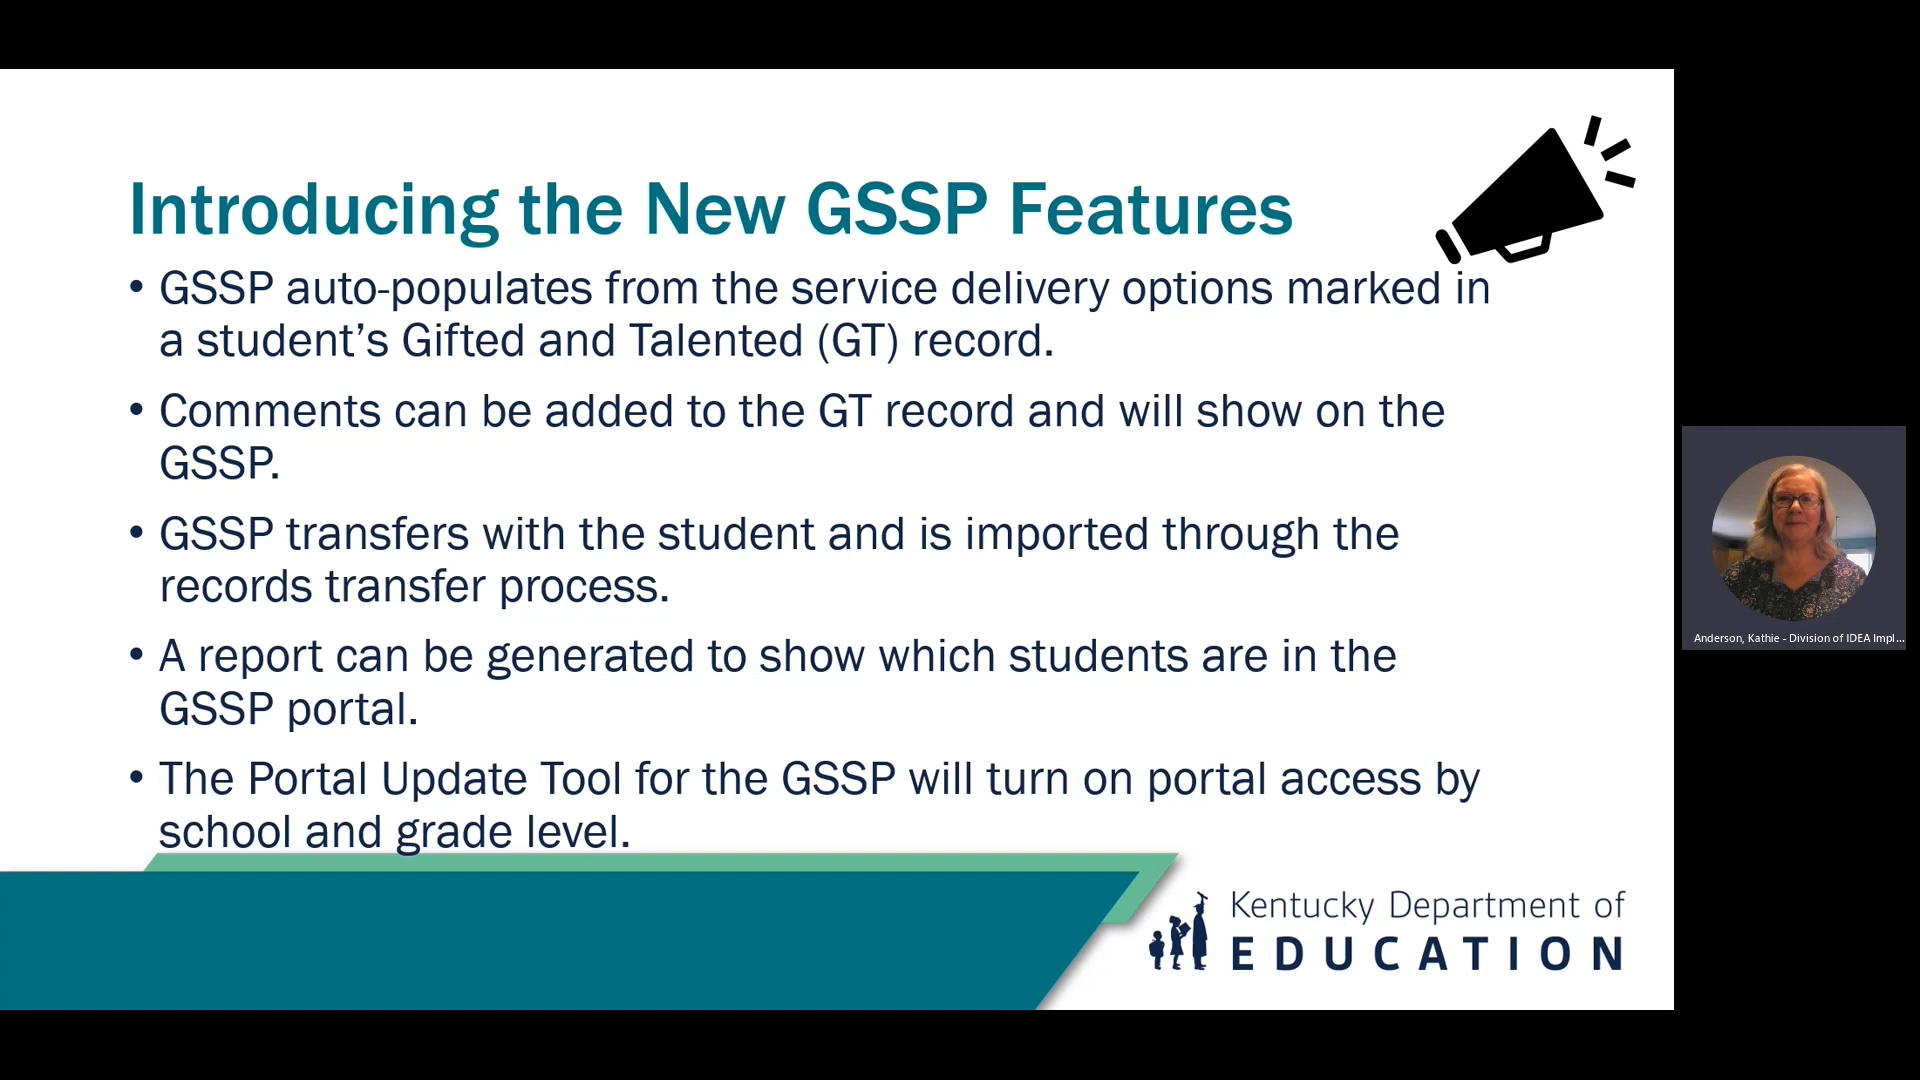 Introducing the New GSSP Features
• GSSP auto-populates from the service delivery options marked in
a student’s Gifted and Talented (GT) record.
• Comments can be added to the GT record and will show on the
GSSP.
• GSSP transfers with the student and is imported through the
records transfer process.
• A report can be generated to show which students are in the
GSSP portal.
• The Portal Update Tool for the GSSP will turn on portal access by
school and grade level.
Kentucky Department of
EDUCATION
Anderson, Kathie - Division of IDEA Impl...